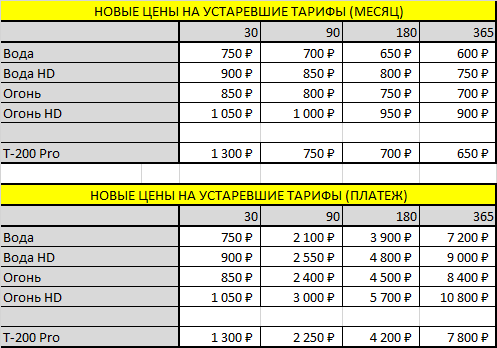 НОВЫЕ ЦЕНЫ НА УСТАРЕВШИЕ ТАРИФЫ (МЕСЯЦ)
30 90 180 365
Вода 750 ₽ 700 ₽ 650 ₽ 600 ₽
Вода HD 900 ₽ 850 ₽ 800 ₽ 750 ₽
Огонь 850 ₽ 800 ₽ 750 ₽ 700 ₽
Огонь HD 1 050 ₽ 1 000 ₽ 950 ₽ 900 ₽
T-200 Pro 1 300 ₽ 750 ₽ 700 ₽ 650 ₽
НОВЫЕ ЦЕНЫ НА УСТАРЕВШИЕ ТАРИФЫ (ПЛАТЕЖ)
30 90 180 365
Вода 750 ₽ 2 100 ₽ 3 900 ₽ 7 200 ₽
Вода HD 900 ₽ 2 550 ₽ 4 800 ₽ 9 000 ₽
Огонь 850 ₽ 2 400 ₽ 4 500 ₽ 8 400 ₽
Огонь HD 1 050 ₽ 3 000 ₽ 5 700 ₽ 10 800 ₽
T-200 Pro 1 300 ₽ 2 250 ₽ 4 200 ₽ 7 800 ₽